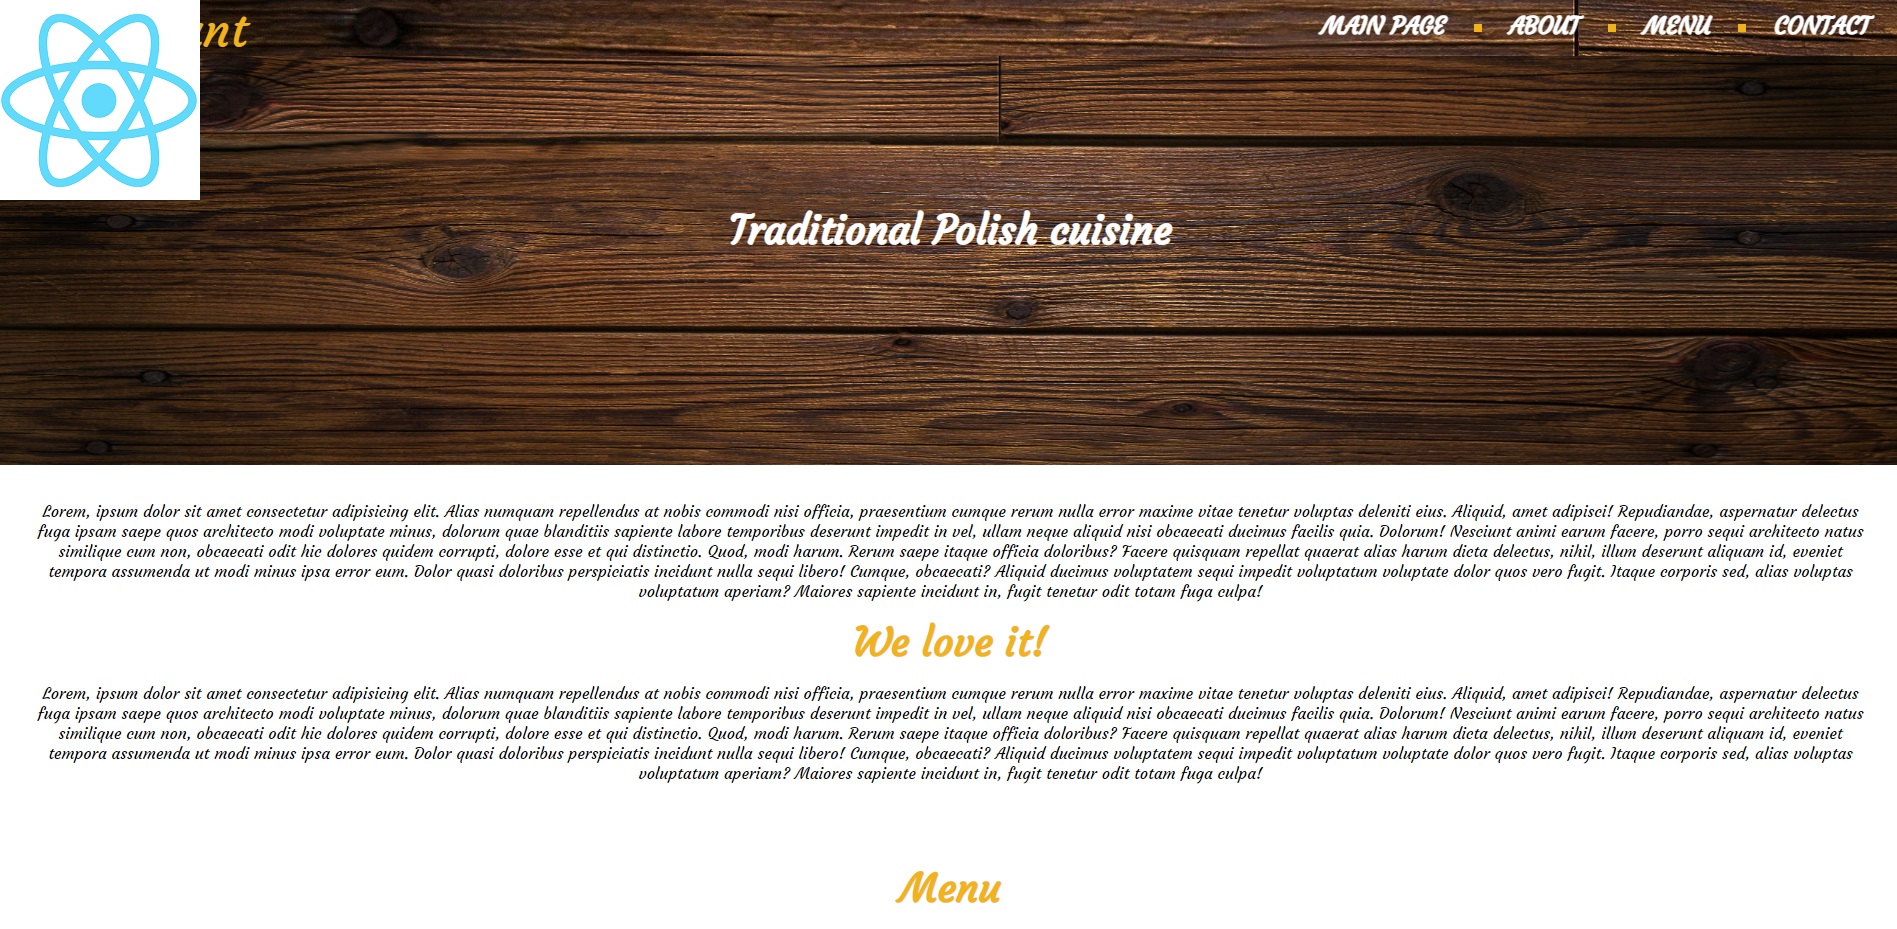 MAIN PAGE ABOUT MENU CONTACT
Traditional Polish cuisine
Lorem, ipsum dolor sit amet consectetur adipisicing elit. Alias numquam repellendus at nobis commodi nisi officia, praesentium cumque rerum nulla error maxime vitae tenetur voluptas deleniti eius. Aliquid, amet adipisci! Repudiandae, aspernatur delectus
fuga ipsam saepe quos architecto modi voluptate minus, dolorum quae blanditiis sapiente labore temporibus deserunt impedit in vel, ullam neque aliquid nisi obcaecati ducimus facilis quia. Dolorum! Nesciunt animi earum facere, porro sequi architecto natus
similique cum non, obcaecati odit hic dolores quidem corrupti, dolore esse et qui distinctio. Quod, modi harum. Rerum saepe itaque officia doloribus? Facere quisquam repellat quaerat alias harum dicta delectus, nihil, illum deserunt aliquam id, eveniet
tempora assumenda ut modi minus ipsa error eum. Dolor quasi doloribus perspiciatis incidunt nulla sequi libero! Cumque, obcaecati? Aliquid ducimus voluptatem sequi impedit voluptatum voluptate dolor quos vero fugit. Itaque corporis sed, alias voluptas
voluptatum aperiam? Maiores sapiente incidunt in, fugit tenetur odit totam fuga culpa!
We love it!
Lorem, ipsum dolor sit amet consectetur adipisicing elit. Alias numquam repellendus at nobis commodi nisi officia, praesentium cumque rerum nulla error maxime vitae tenetur voluptas deleniti eius. Aliquid, amet adipisci! Repudiandae, aspernatur delectus
fuga ipsam saepe quos architecto modi voluptate minus, dolorum quae blanditiis sapiente labore temporibus deserunt impedit in vel, ullam neque aliquid nisi obcaecati ducimus facilis quia. Dolorum! Nesciunt animi earum facere, porro sequi architecto natus
similique cum non, obcaecati odit hic dolores quidem corrupti, dolore esse et qui distinctio. Quod, modi harum. Rerum saepe itaque officia doloribus? Facere quisquam repellat quaerat alias harum dicta delectus, nihil, illum deserunt aliquam id, eveniet
tempora assumenda ut modi minus ipsa error eum. Dolor quasi doloribus perspiciatis incidunt nulla sequi libero! Cumque, obcaecati? Aliquid ducimus voluptatem sequi impedit voluptatum voluptate dolor quos vero fugit. Itaque corporis sed, alias voluptas
voluptatum aperiam? Maiores sapiente incidunt in, fugit tenetur odit totam fuga culpa!
Menu